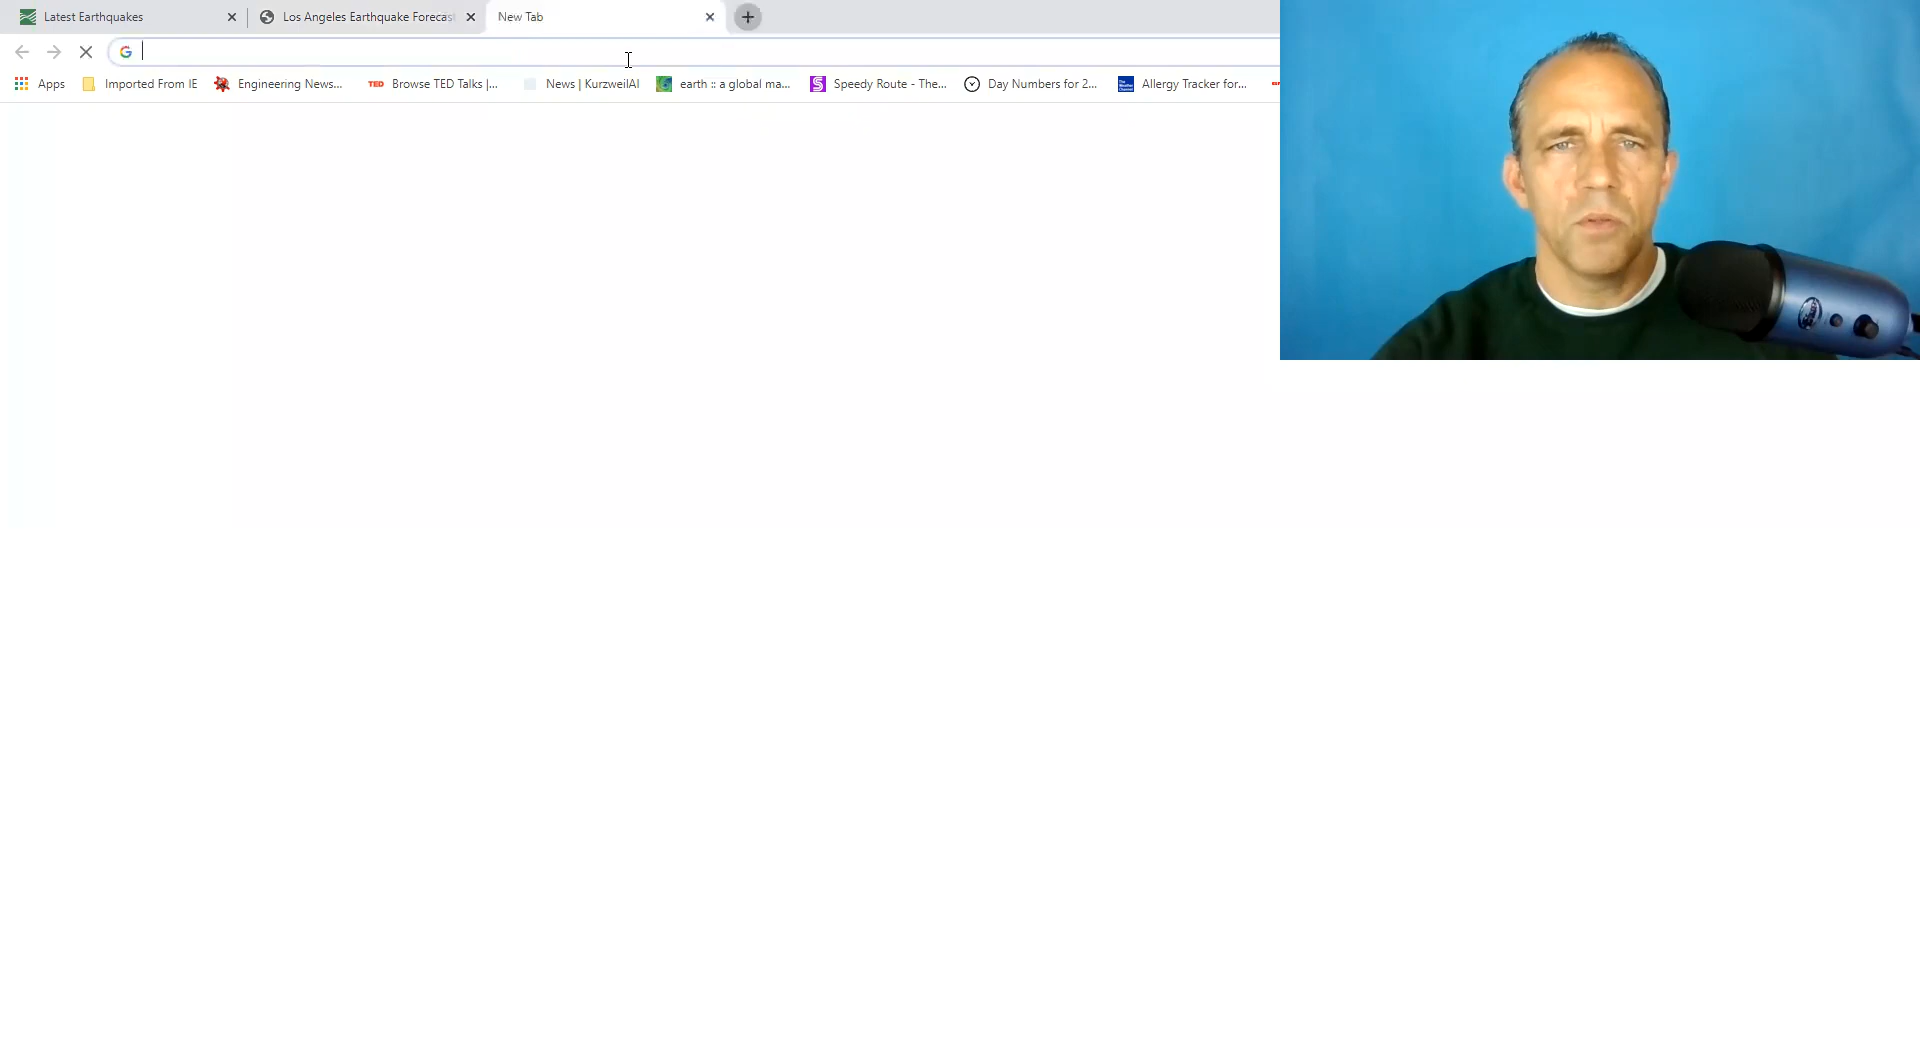 Latest Earthquakes
Los Angeles Earthquake Forecas
New Tab
Apps
Imported From IE
Engineering News...
TED
Browse TED Talks |...
News | KurzweilAI
earth :: a global ma...
Speedy Route - The...
Day Numbers for 2...
Allergy Tracker for...